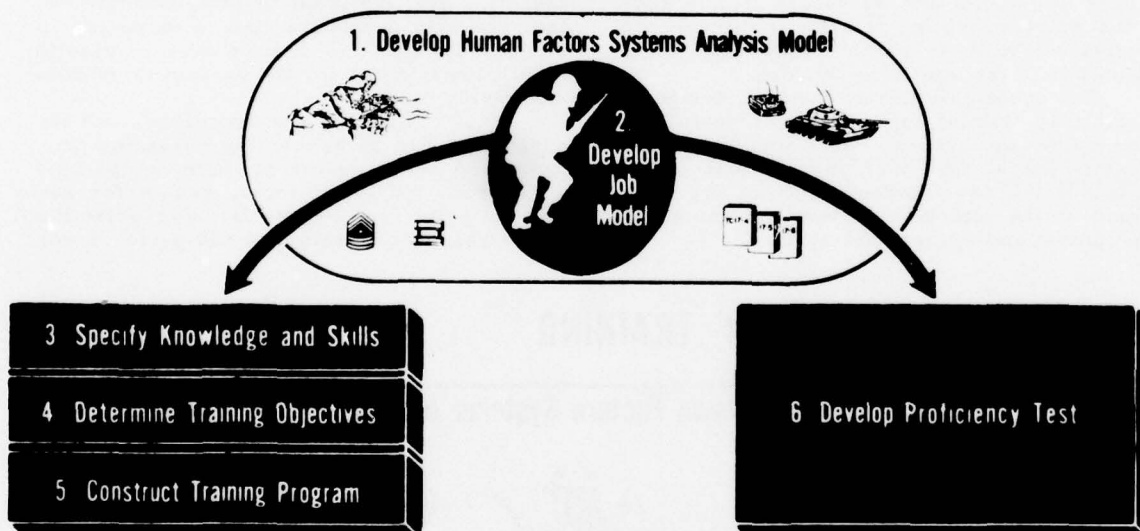 1. Develop Human Factors Systems Analysis Model
2.
Develop
Job
Model
3 Specify Knowledge and Skills
4 Determine Training Objectives
5 Construct Training Program
6 Develop Proficiency Test